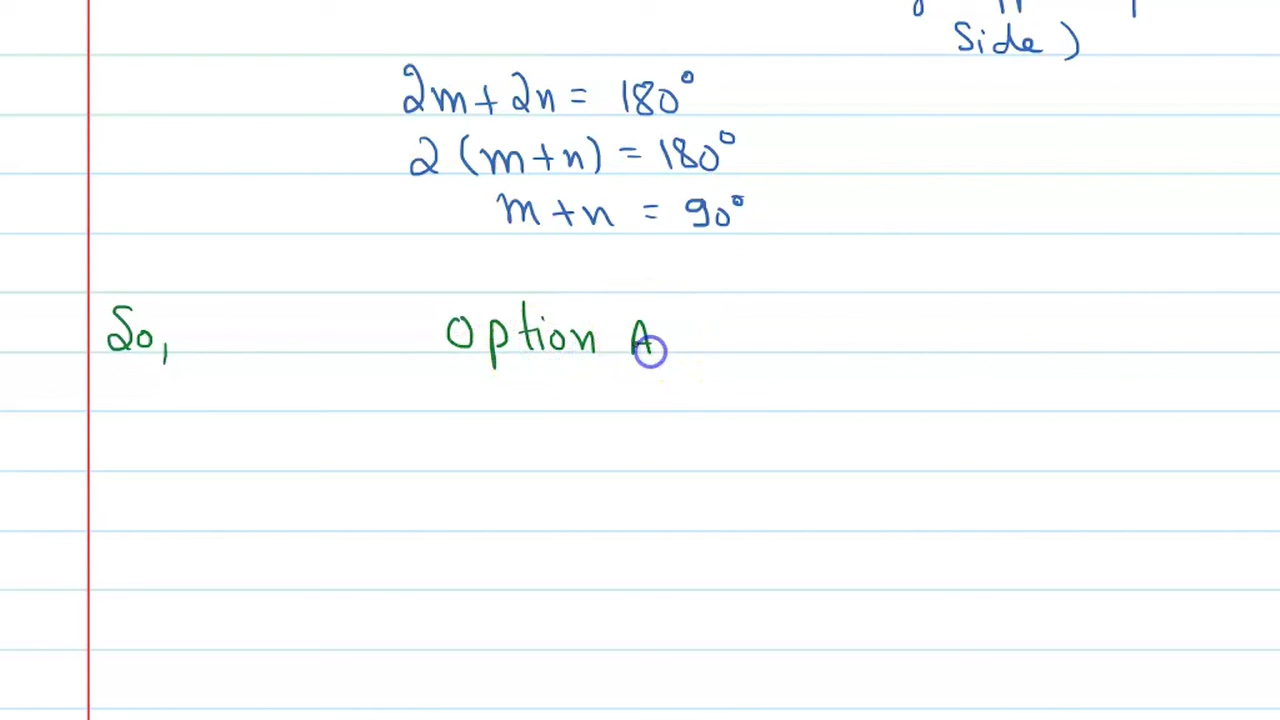 Side )
2m + 2n = 180°
2 (m+n) = 180°
m + n = 90°
So, Option A